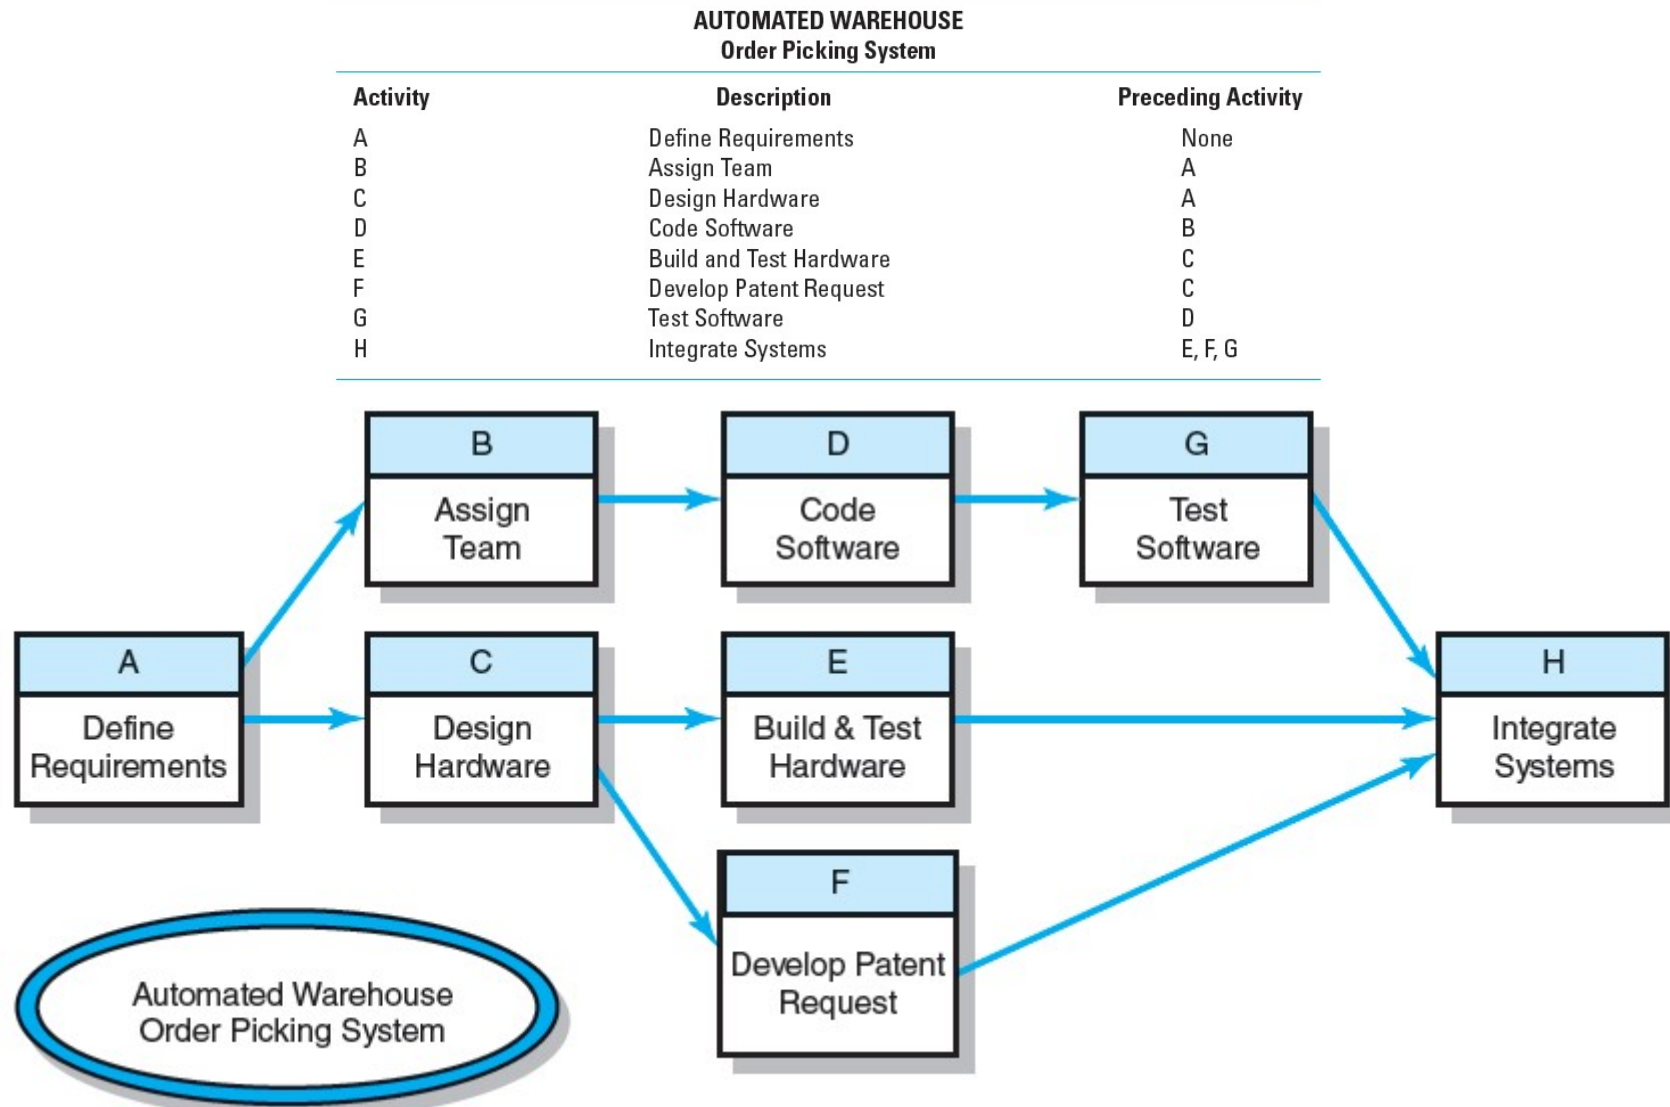 AUTOMATED WAREHOUSE
Order Picking System
Activity Description Preceding Activity
A Define Requirements None
B Assign Team A
C Design Hardware A
D Code Software B
E Build and Test Hardware C
F Develop Patent Request C
G Test Software D
H Integrate Systems E, F, G
B
Assign
Team
D
Code
Software
G
Test
Software
A
Define
Requirements
C
Design
Hardware
E
Build & Test
Hardware
H
Integrate
Systems
F
Develop Patent
Request
Automated Warehouse
Order Picking System